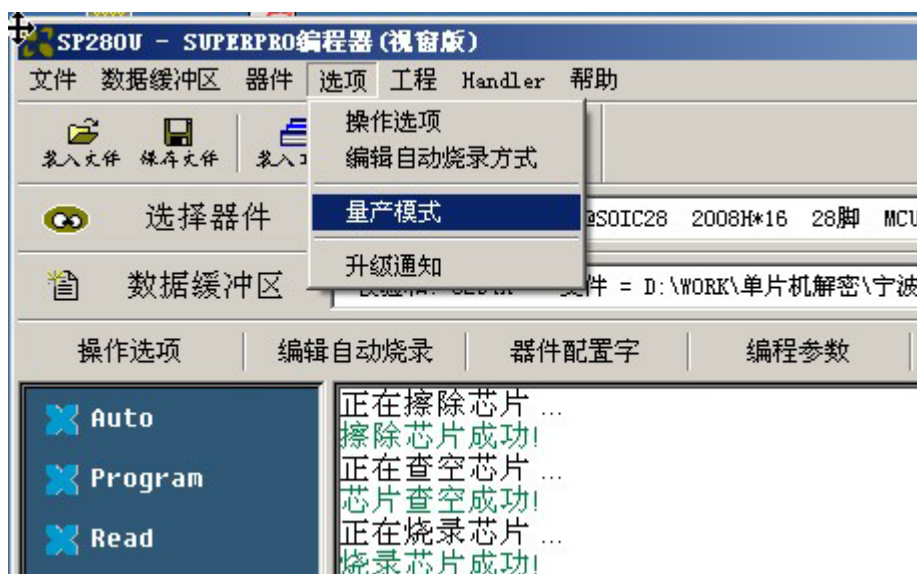 SP280U - SUPERPRO编程器(视窗版)
文件 数据缓冲区 器件 选项 工程 Handler 帮助
装入文件 保存文件 装入工
操作选项
编辑自动烧录方式
量产模式
升级通知
选择器件
@SOIC28 2008H*16 28脚 MCU
数据缓冲区
文件 = D:\WORK\单片机解密\宁波
操作选项 编辑自动烧录 器件配置字 编程参数
Auto
Program
Read
正在擦除芯片 ...
擦除芯片成功!
正在查空芯片 ...
芯片查空成功!
正在烧录芯片 ...
烧录芯片成功!